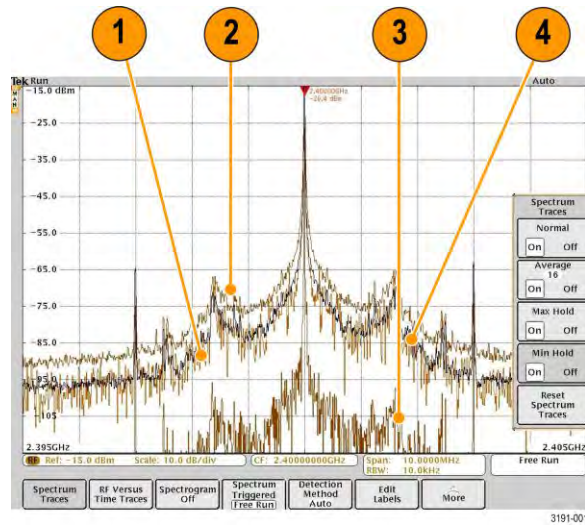 1
2
3
4
Tek Run
Auto
-15.0 dBm
2.40000GHz
-25.0
-35.0
-45.0
-55.0
-65.0
-75.0
-85.0
-95.0
-105
Spectrum
Traces
Normal
On Off
Average
16
On Off
Max Hold
On Off
Min Hold
On Off
Reset
Spectrum
Traces
2.395GHz
2.405GHz
RF Ref: -15.0 dBm Scale: 10.0 dB/div
CF: 2.40000000GHz
Span: 10.0000MHz
RBW: 10.0kHz
Free Run
Spectrum
Traces
RF Versus
Time Traces
Spectrogram
Off
Spectrum
Triggered
Free Run
Detection
Method
Auto
Edit
Labels
More
3191-001